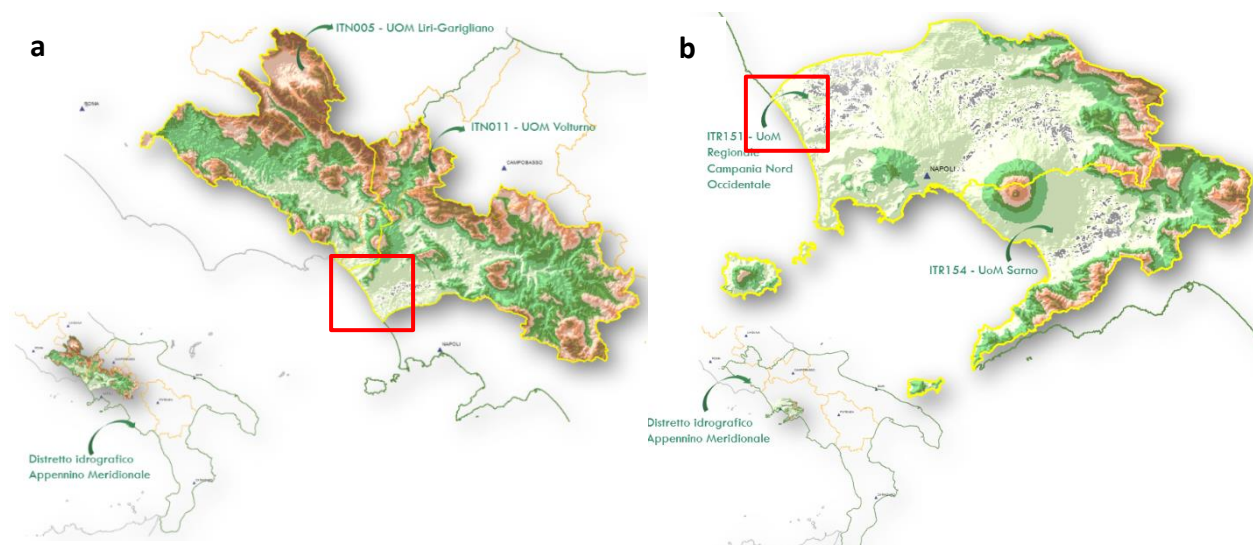 a
ITN005 - UOM Liri-Garigliano
ROMA
ITN011 - UOM Volturno
CAMPOBASSO
NAPOLI
Distretto idrografico
Appennino Meridionale
b
ITR151 - UoM
Regionale
Campania Nord
Occidentale
NAPOLI
ITR154 - UoM Sarno
Distretto idrografico
Appennino Meridionale